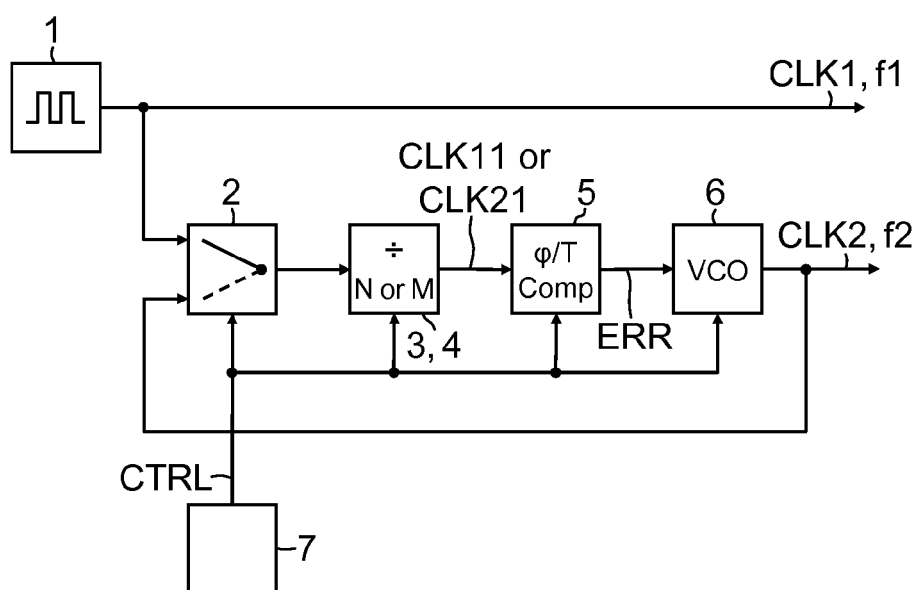 1
CLK1, f1
CLK11 or
CLK21
2
5
6
CLK2, f2
÷
N or M
φ/T
Comp
VCO
3, 4
ERR
CTRL
7